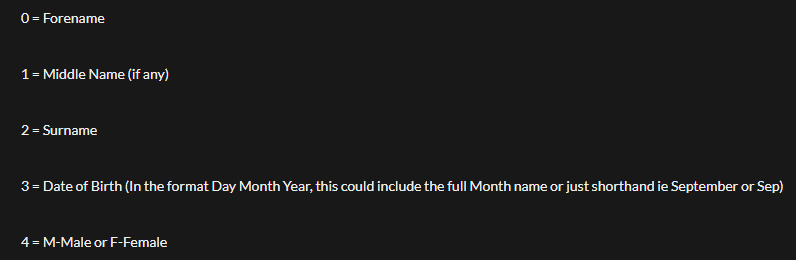 0 = Forename
1 = Middle Name (if any)
2 = Surname
3 = Date of Birth (In the format Day Month Year, this could include the full Month name or just shorthand ie September or Sep)
4 = M-Male or F-Female